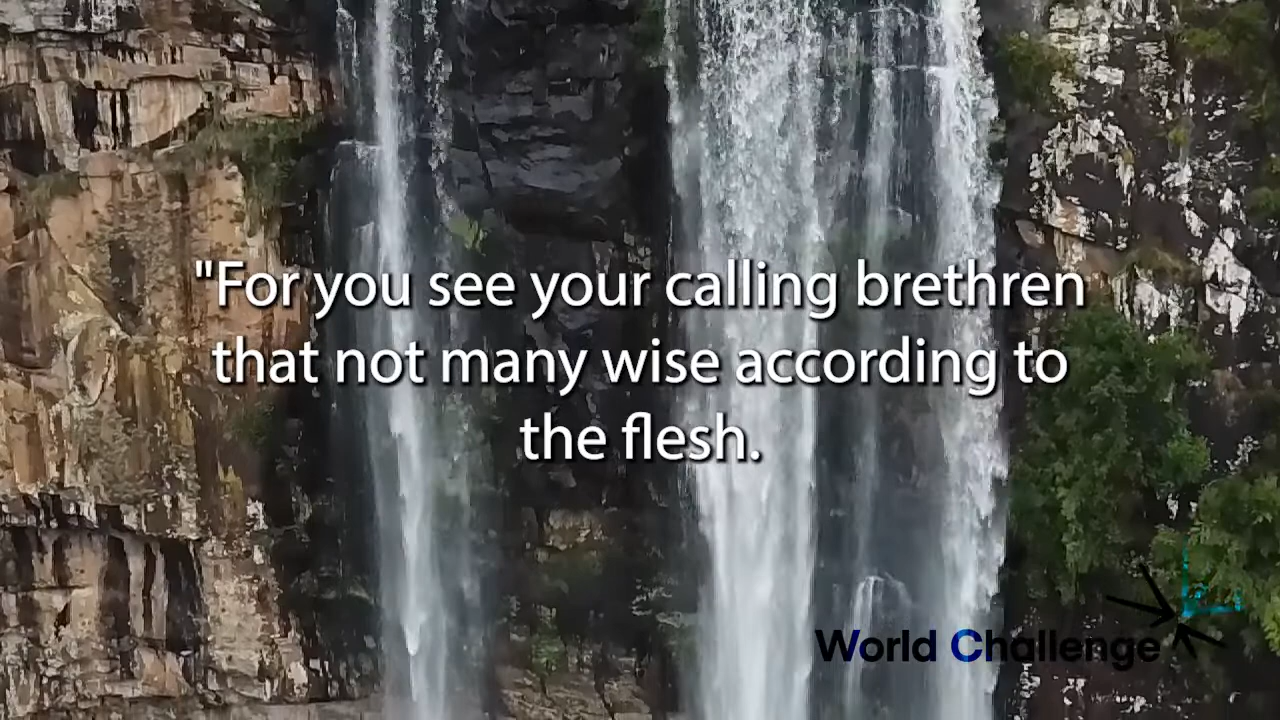 "For you see your calling brethren
that not many wise according to
the flesh.
World Challenge